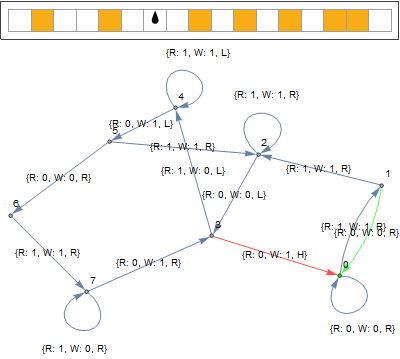 {R: 1, W: 1, L}
4
{R: 1, W: 1, R}
{R: 0, W: 1, L}
5
2
{R: 1, W: 1, R}
{R: 1, W: 0, L}
{R: 1, W: 1, R}
1
{R: 0, W: 0, R}
{R: 0, W: 0, L}
6
3
{R: 1, W: 1, R}
{R: 0, W: 0, R}
{R: 1, W: 1, R}
{R: 0, W: 1, H}
{R: 0, W: 1, R}
0
7
{R: 0, W: 0, R}
{R: 1, W: 0, R}